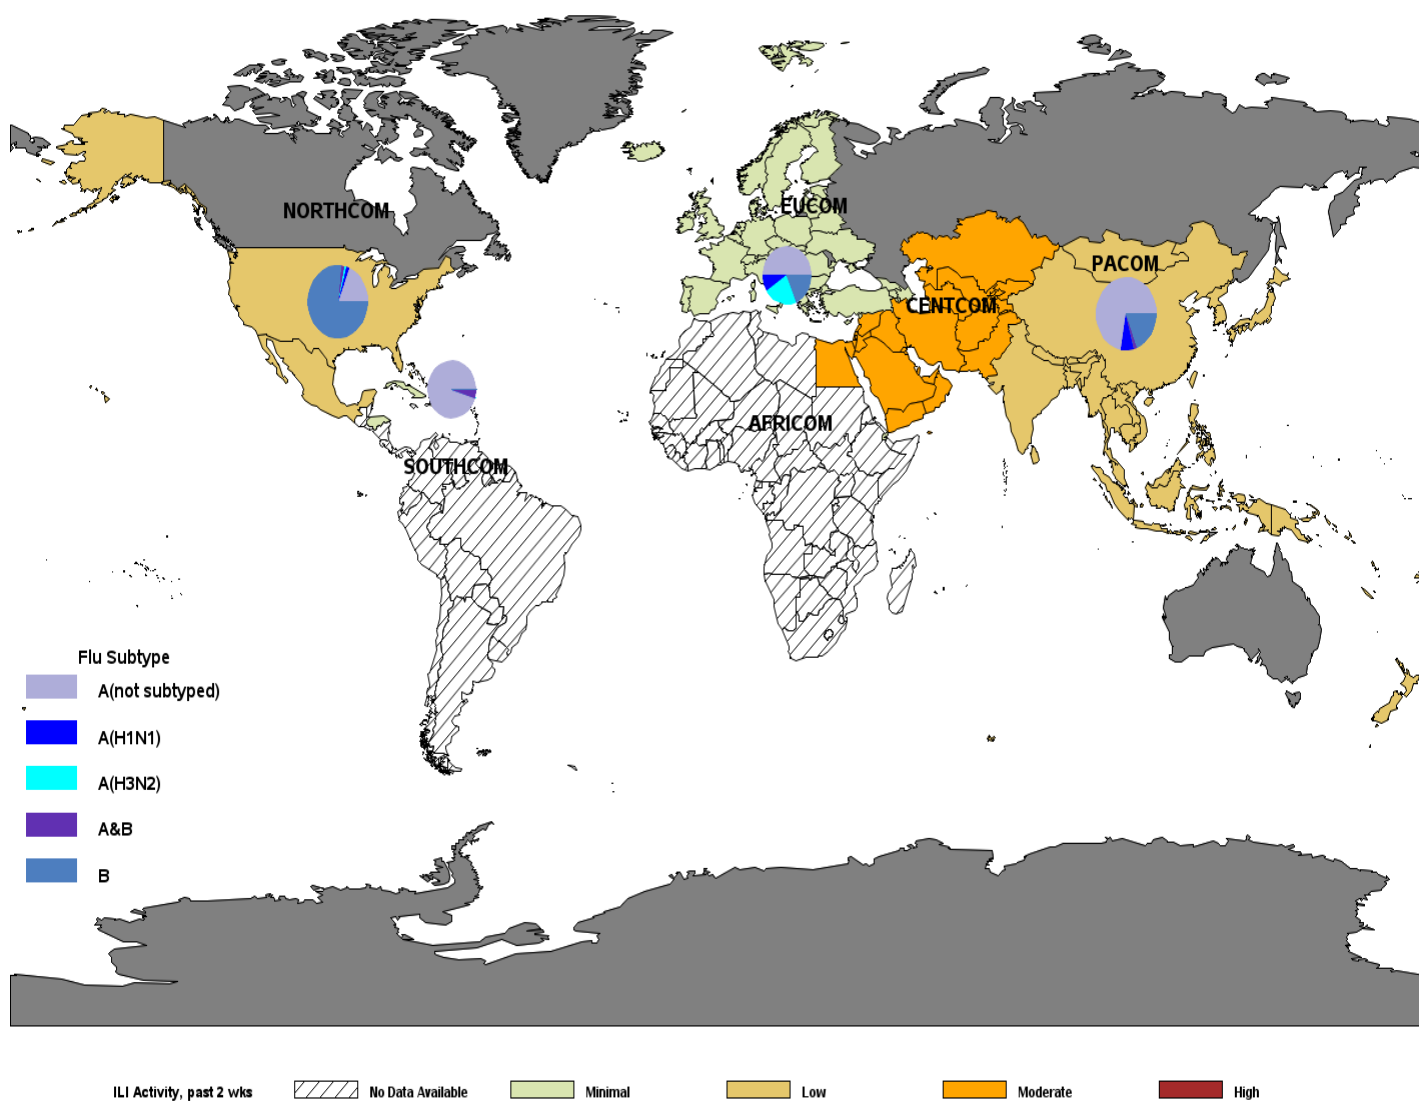 NORTHCOM
EUCOM
PACOM
CENTCOM
AFRICOM
SOUTHCOM
Flu Subtype
A(not subtyped)
A(H1N1)
A(H3N2)
A&B
B
ILI Activity, past 2 wks No Data Available Minimal Low Moderate High